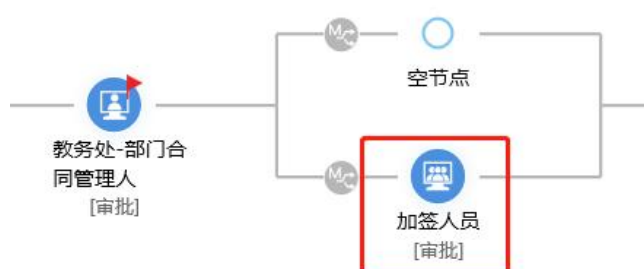 空节点
教务处-部门合
同管理人
[审批]
加签人员
[审批]